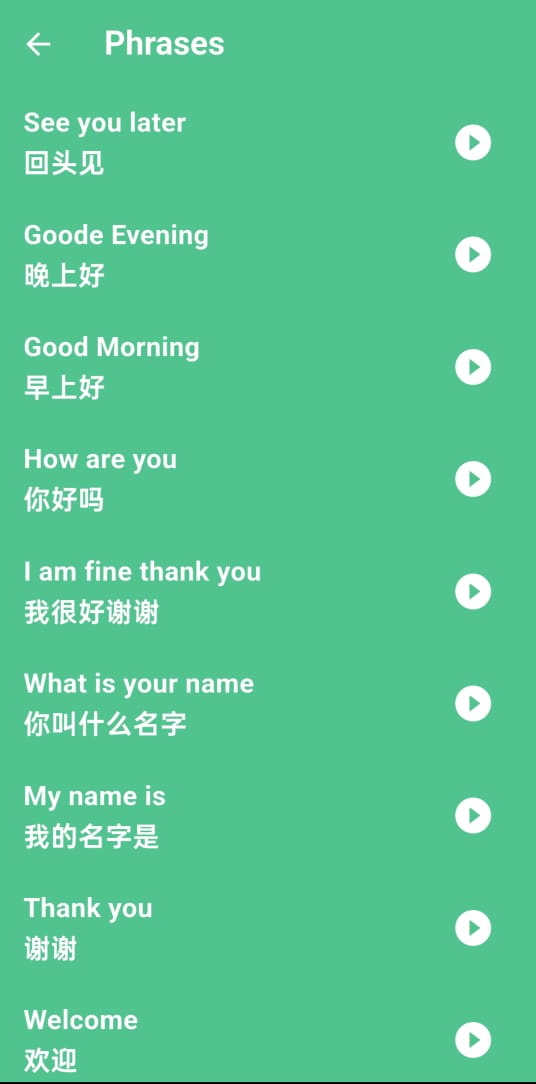 Phrases
See you later
回头见
Goode Evening
晚上好
Good Morning
早上好
How are you
你好吗
I am fine thank you
我很好谢谢
What is your name
你叫什么名字
My name is
我的名字是
Thank you
谢谢
Welcome
欢迎